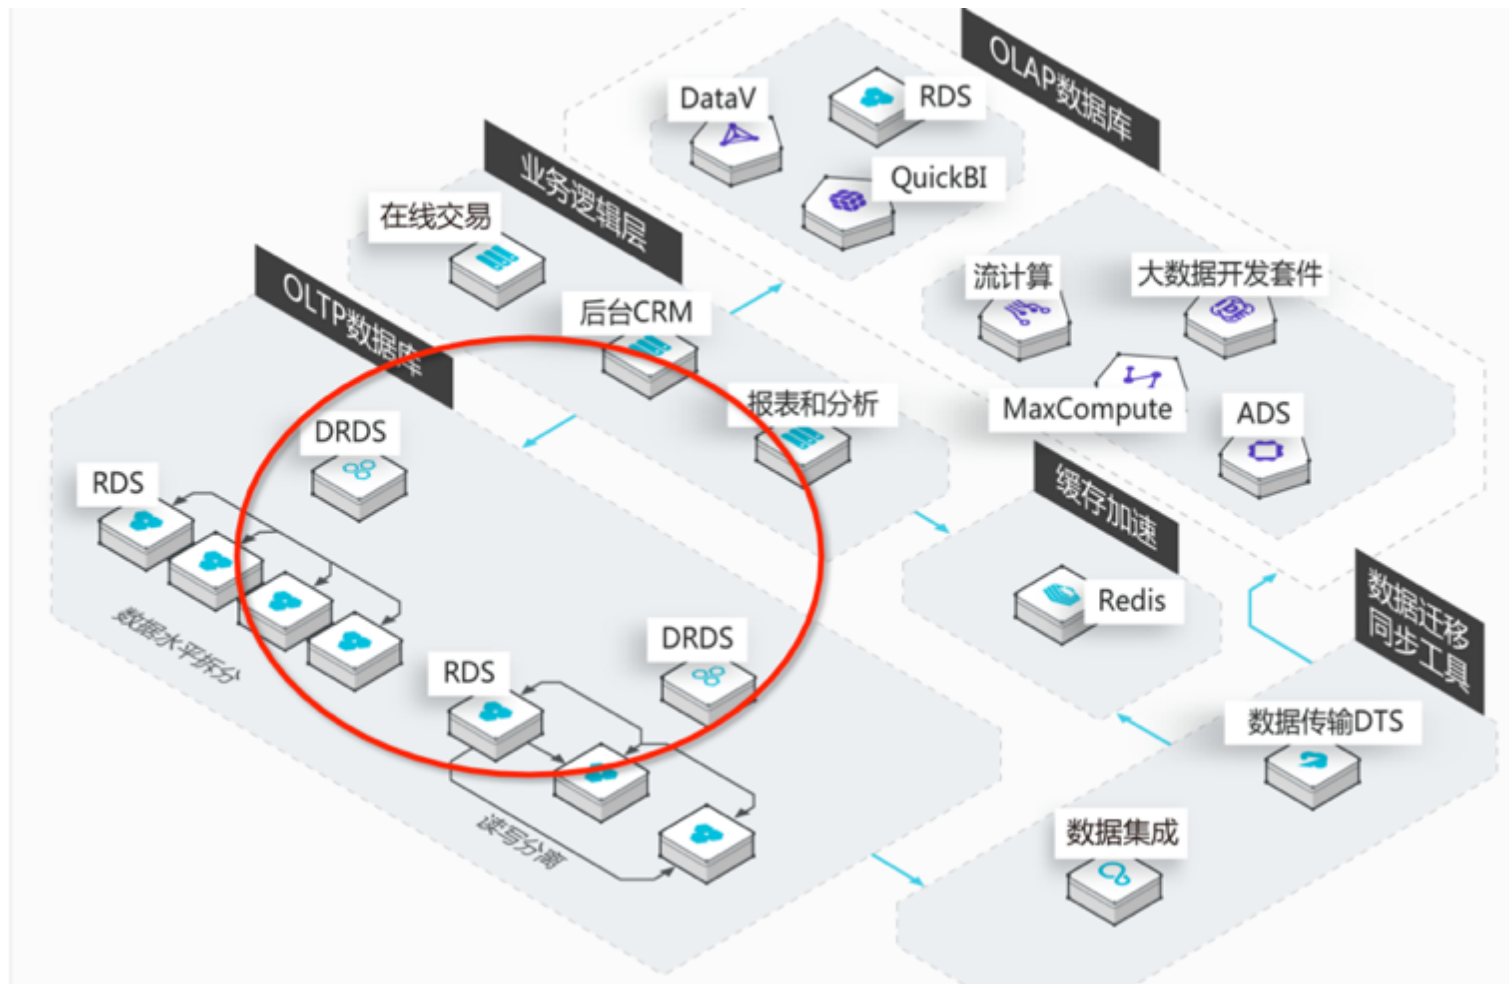 OLAP数据库
DataV
RDS
QuickBI
业务逻辑层
在线交易
流计算
大数据开发套件
OLTP数据库
后台CRM
MaxCompute
ADS
报表和分析
DRDS
RDS
缓存加速
Redis
数据迁移
同步工具
数据水平拆分
DRDS
RDS
数据传输DTS
读写分离
数据集成